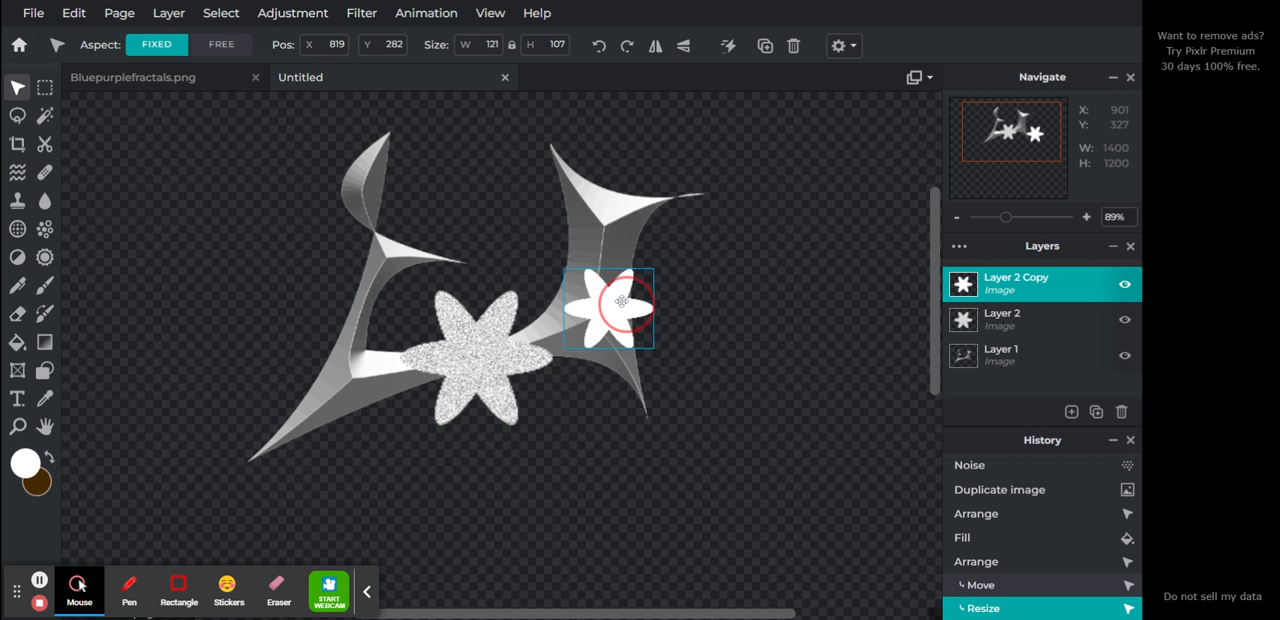 File Edit Page Layer Select Adjustment Filter Animation View Help
Want to remove ads?
Try Pixlr Premium
30 days 100% free.
Aspect: FIXED FREE Pos: X 819 Y 282 Size: W 121 H 107
Bluepurplefractals.png Untitled
Navigate
X: 901
Y: 327
W: 1400
H: 1200
- + 89%
Layers
Layer 2 Copy
Image
Layer 2
Image
Layer 1
Image
History
Noise
Duplicate image
Arrange
Fill
Arrange
Move
Resize
T
Mouse Pen Rectangle Stickers Eraser START WEBCAM
Do not sell my data